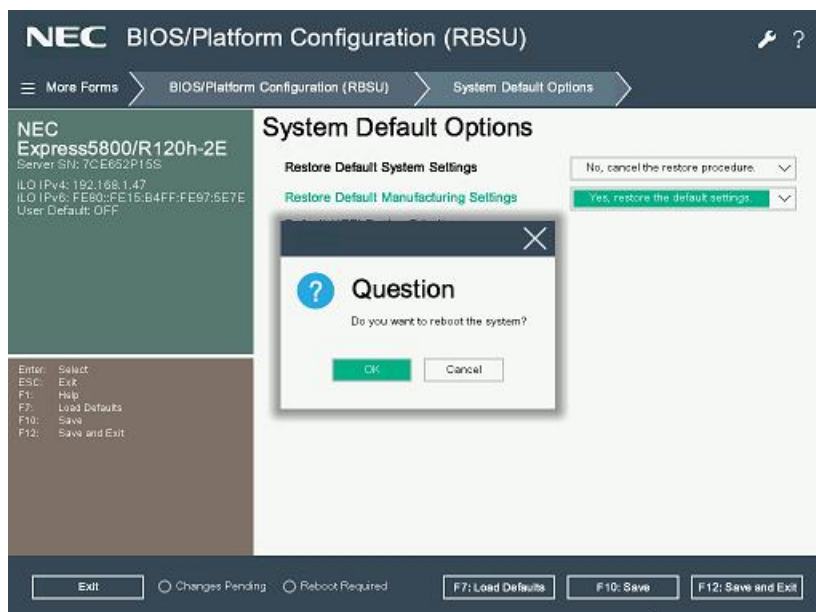 NEC BIOS/Platform Configuration (RBSU)
?
More Forms
BIOS/Platform Configuration (RBSU)
System Default Options
NEC
Express5800/R120h-2E
Server SN: 7CE652P15S
iLO IPv4: 192.168.1.47
iLO IPv6: FE80::FE15:B4FF:FE97:5E7E
User Default: OFF
System Default Options
Restore Default System Settings
No, cancel the restore procedure.
Restore Default Manufacturing Settings
Yes, restore the default settings.
?
Question
Do you want to reboot the system?
OK
Cancel
Enter: Select
ESC: Exit
F1: Help
F7: Load Defaults
F10: Save
F12: Save and Exit
Exit
Changes Pending
Reboot Required
F7: Load Defaults
F10: Save
F12: Save and Exit